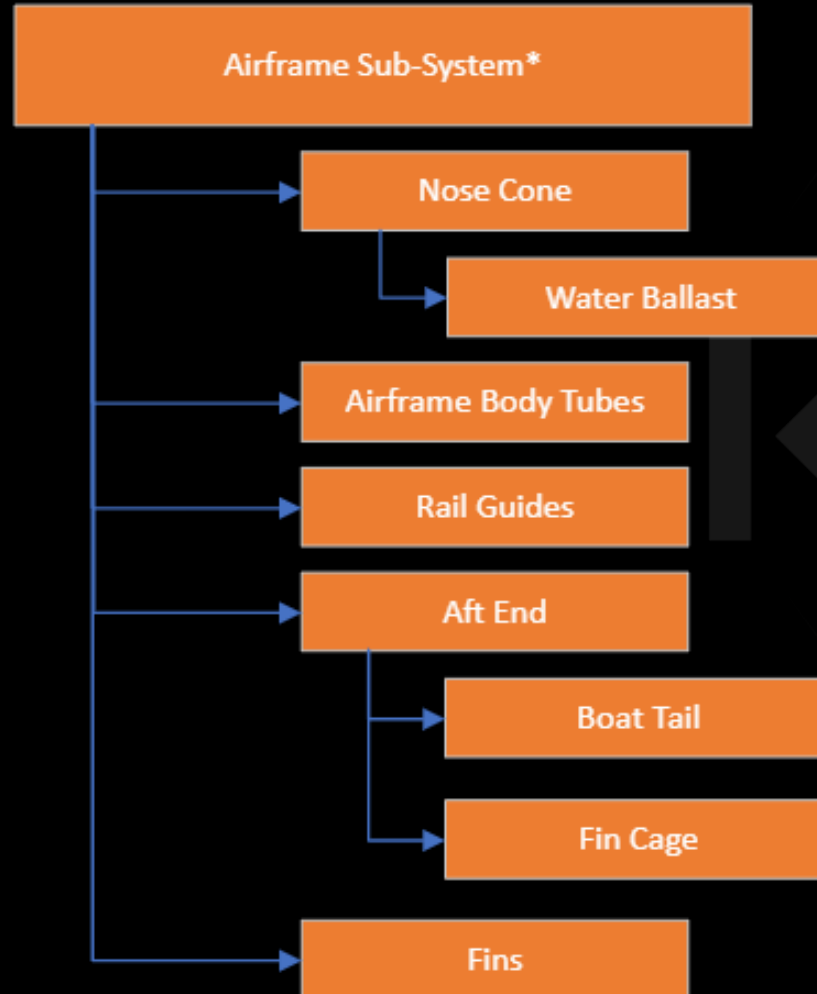 Airframe Sub-System*
Nose Cone
Water Ballast
Airframe Body Tubes
Rail Guides
Aft End
Boat Tail
Fin Cage
Fins